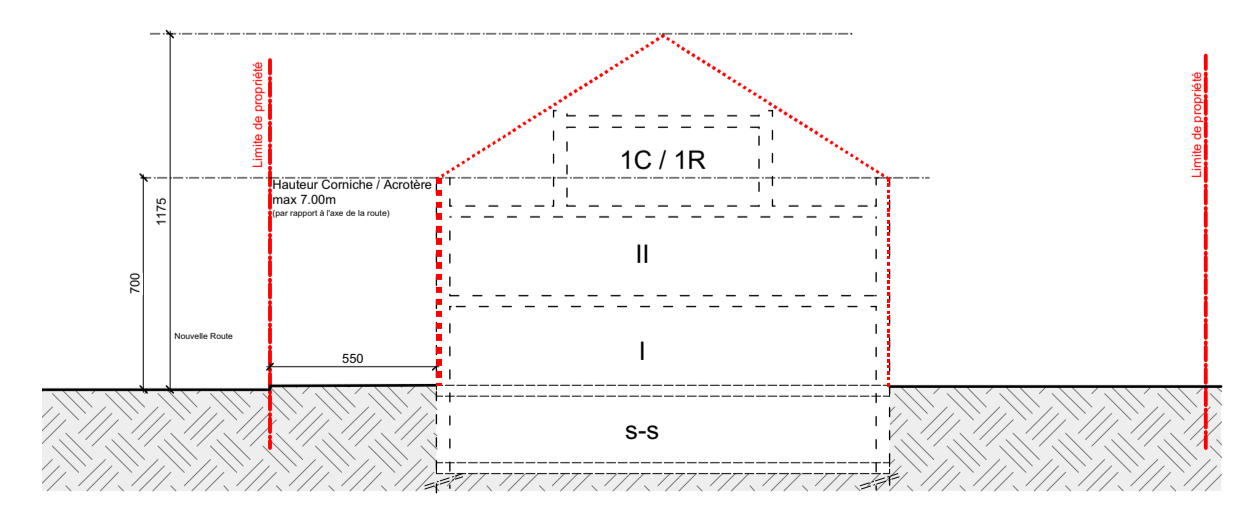 Limite de propriété
Limite de propriété
1C / 1R
Hauteur Corniche / Acrotère
max 7.00m
(par rapport à l'axe de la route)
1175
700
II
Nouvelle Route
550
I
s-s